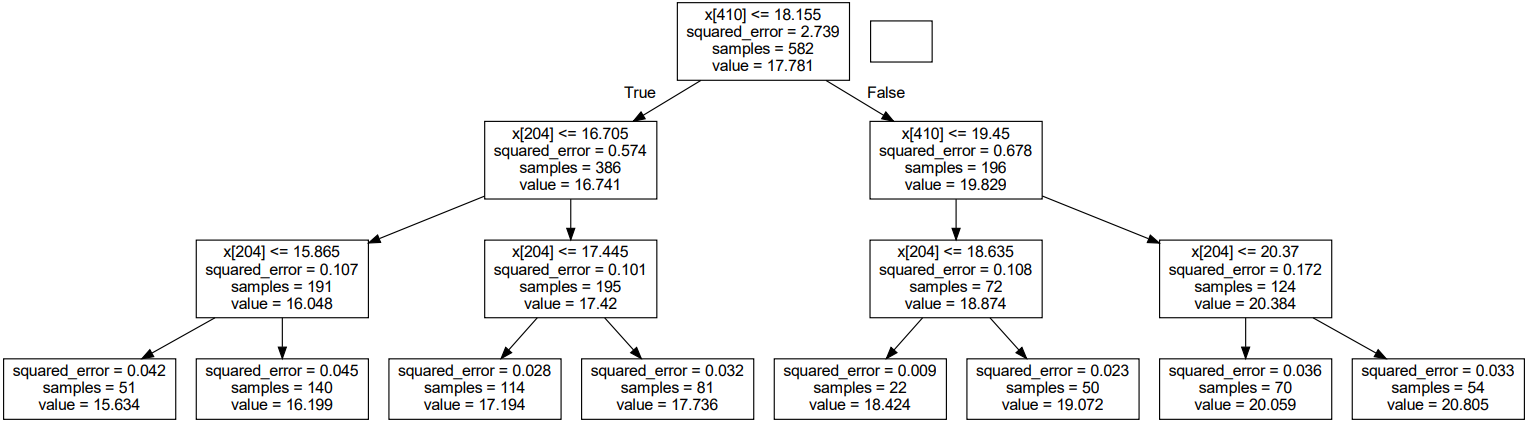 x[410] <= 18.155
squared_error = 2.739
samples = 582
value = 17.781
True
False
x[204] <= 16.705
squared_error = 0.574
samples = 386
value = 16.741
x[410] <= 19.45
squared_error = 0.678
samples = 196
value = 19.829
x[204] <= 15.865
squared_error = 0.107
samples = 191
value = 16.048
x[204] <= 17.445
squared_error = 0.101
samples = 195
value = 17.42
x[204] <= 18.635
squared_error = 0.108
samples = 72
value = 18.874
x[204] <= 20.37
squared_error = 0.172
samples = 124
value = 20.384
squared_error = 0.042
samples = 51
value = 15.634
squared_error = 0.045
samples = 140
value = 16.199
squared_error = 0.028
samples = 114
value = 17.194
squared_error = 0.032
samples = 81
value = 17.736
squared_error = 0.009
samples = 22
value = 18.424
squared_error = 0.023
samples = 50
value = 19.072
squared_error = 0.036
samples = 70
value = 20.059
squared_error = 0.033
samples = 54
value = 20.805